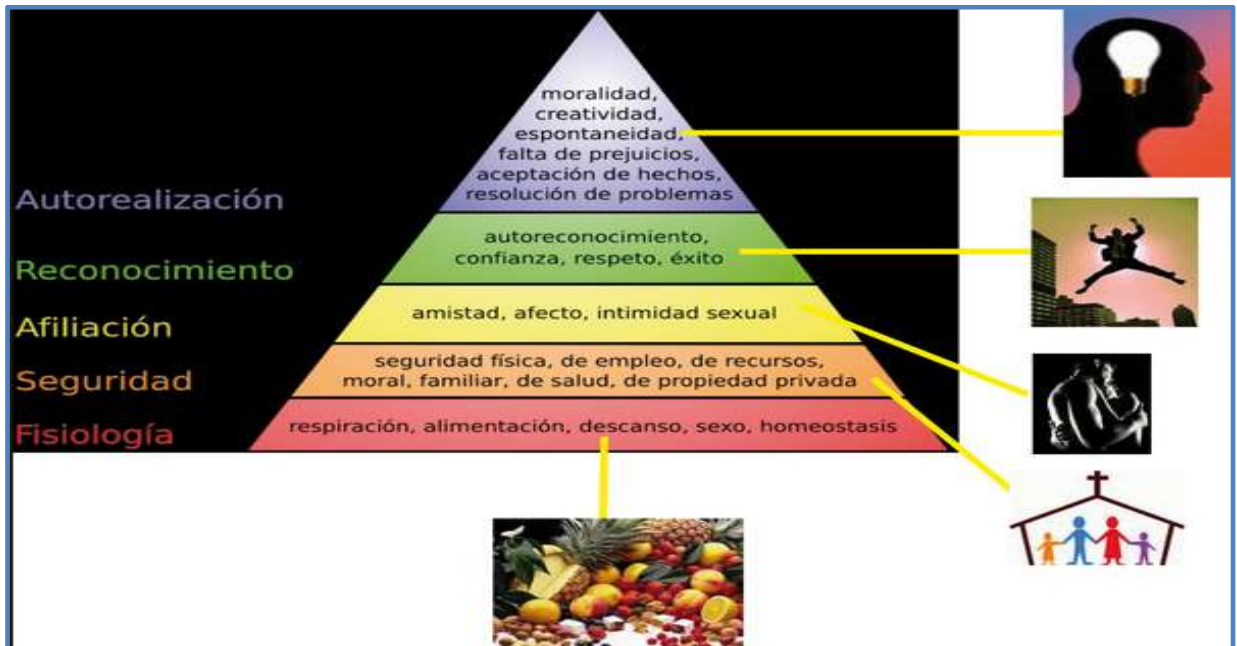 moralidad,
creatividad,
espontaneidad,
falta de prejuicios,
aceptación de hechos,
resolución de problemas
Autorealización
autoreconocimiento,
confianza, respeto, éxito
Reconocimiento
amistad, afecto, intimidad sexual
Afiliación
seguridad física, de empleo, de recursos,
moral, familiar, de salud, de propiedad privada
Seguridad
respiración, alimentación, descanso, sexo, homeostasis
Fisiología